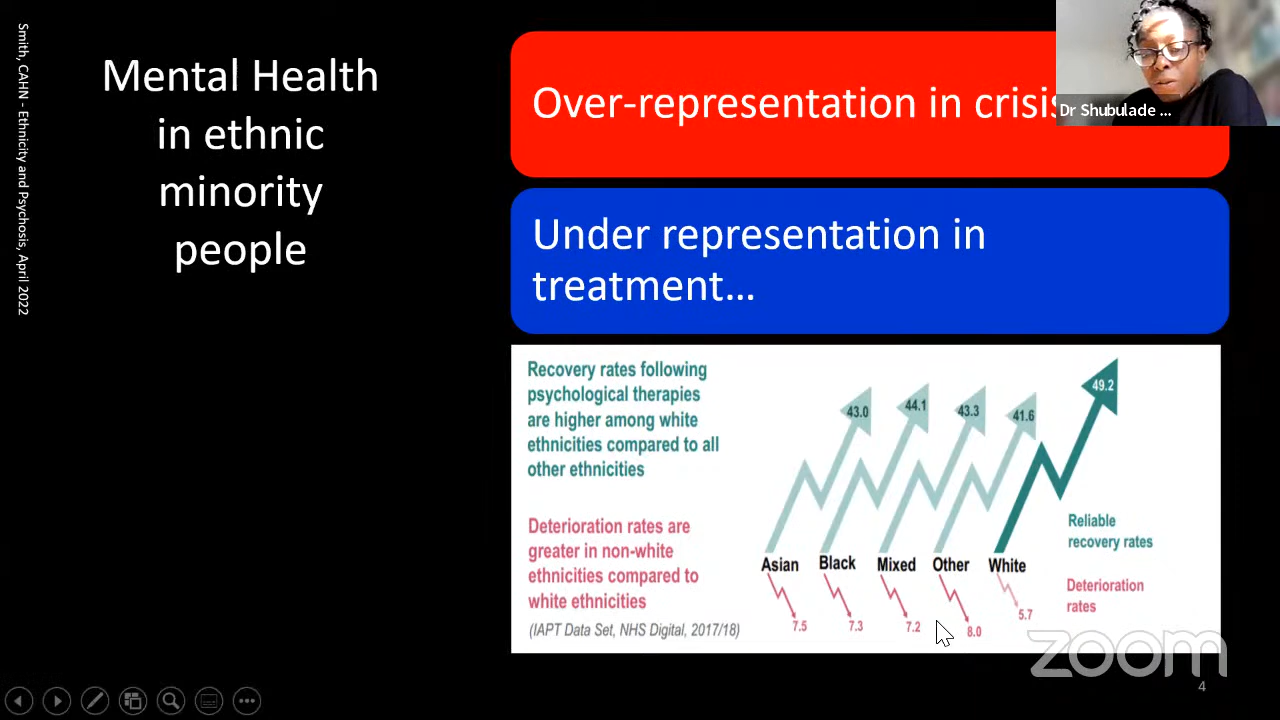 Smith, CAHN - Ethnicity and Psychosis, April 2022
Mental Health
in ethnic
minority
people
Over-representation in crisis
Dr Shubulade ...
Under representation in
treatment...
Recovery rates following
psychological therapies
are higher among white
ethnicities compared to all
other ethnicities
Deterioration rates are
greater in non-white
ethnicities compared to
white ethnicities
(IAPT Data Set, NHS Digital, 2017/18)
43.0 44.1 43.3 41.6 49.2
Reliable
recovery rates
Asian Black Mixed Other White
Deterioration
rates
7.5 7.3 7.2 8.0 5.7
zoom
4